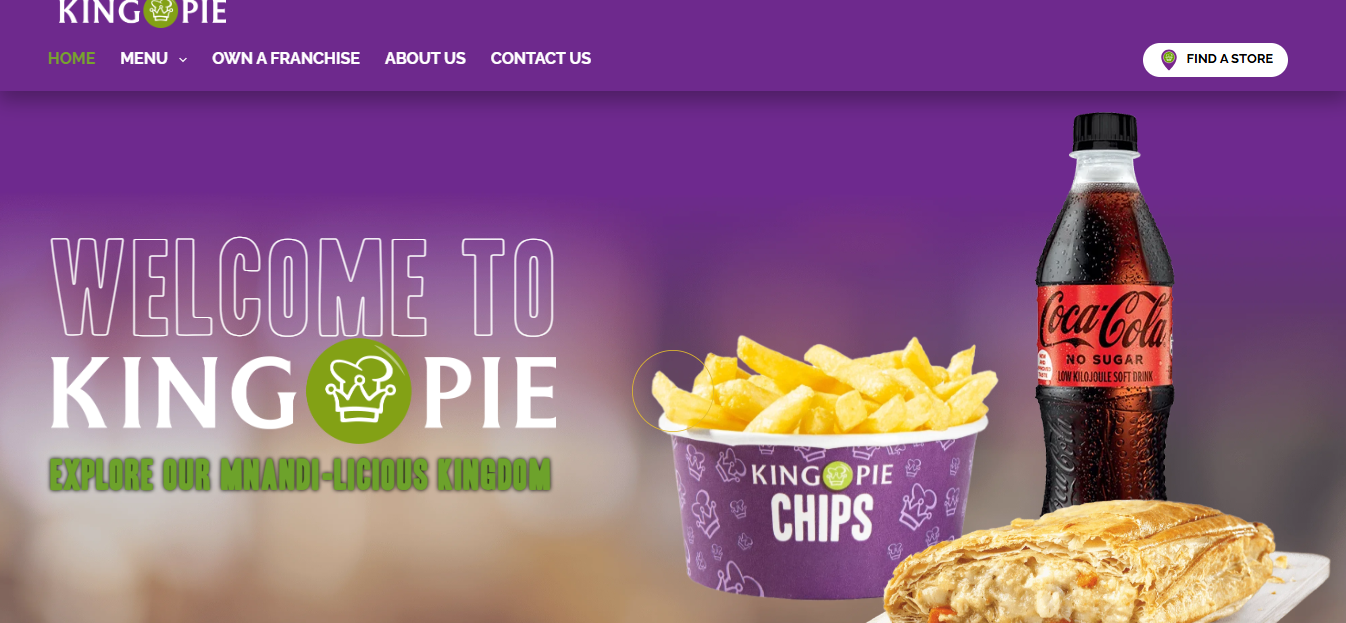 KING PIE
HOME MENU OWN A FRANCHISE ABOUT US CONTACT US
FIND A STORE
WELCOME TO
KING PIE
EXPLORE OUR MNANDI-LICIOUS KINGDOM
KING PIE
CHIPS
Coca-Cola
NO SUGAR
LOW KILOJOULE SOFT DRINK